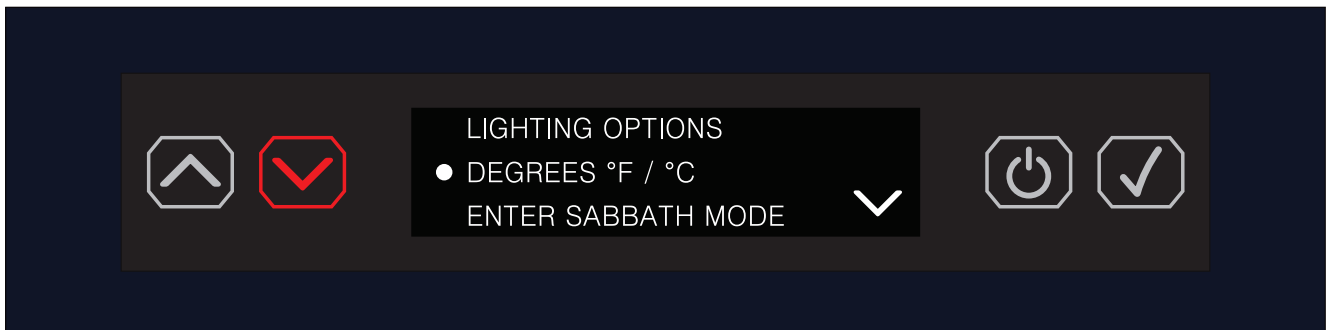 LIGHTING OPTIONS
DEGREES °F / °C
ENTER SABBATH MODE